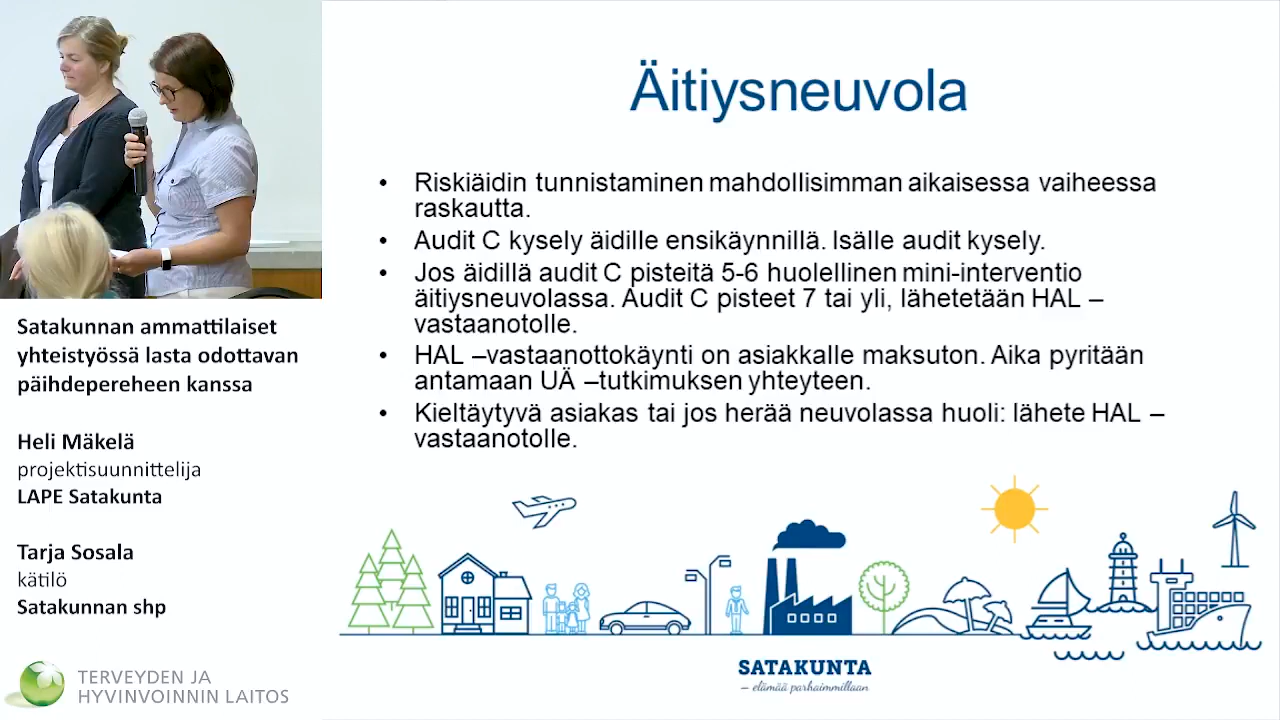 Äitiysneuvola
• Riskiäidin tunnistaminen mahdollisimman aikaisessa vaiheessa
raskautta.
• Audit C kysely äidille ensikäynnillä. Isälle audit kysely.
• Jos äidillä audit C pisteitä 5-6 huolellinen mini-interventio
äitiysneuvolassa. Audit C pisteet 7 tai yli, lähetetään HAL –
vastaanotolle.
• HAL –vastaanottokäynti on asiakkalle maksuton. Aika pyritään
antamaan UÄ –tutkimuksen yhteyteen.
• Kieltäytyvä asiakas tai jos herää neuvolassa huoli: lähete HAL –
vastaanotolle.
SATAKUNTA
– elämää parhaimmillaan
Satakunnan ammattilaiset
yhteistyössä lasta odottavan
päihdepereheen kanssa
Heli Mäkelä
projektisuunnittelija
LAPE Satakunta
Tarja Sosala
kätilö
Satakunnan shp
TERVEYDEN JA
HYVINVOINNIN LAITOS